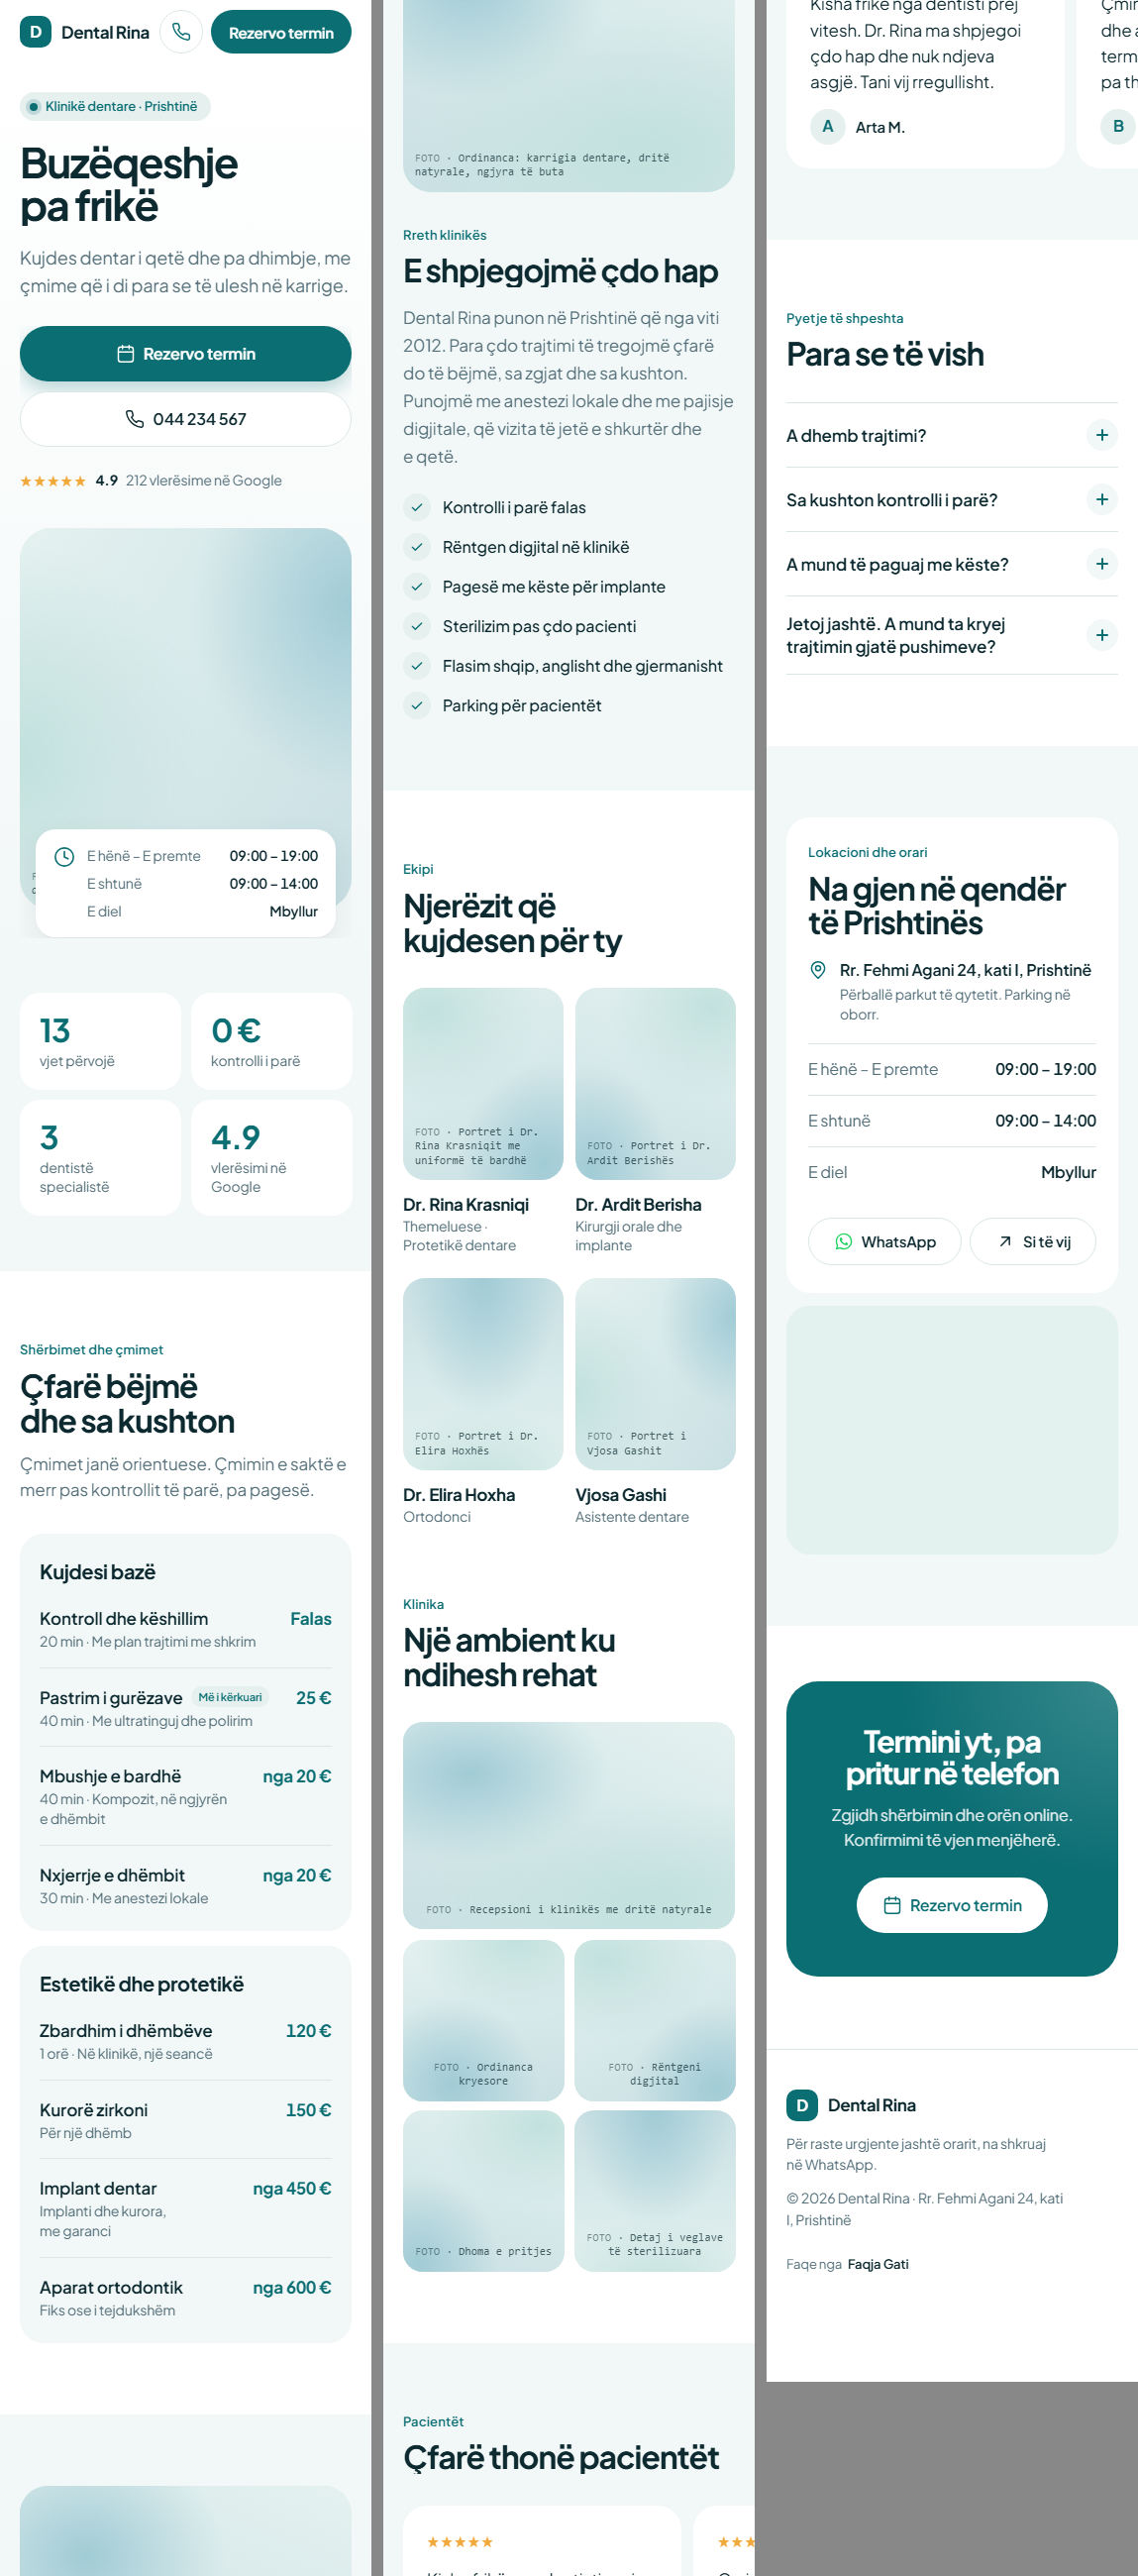 D Dental Rina Rezervo termin
Klinikë dentare · Prishtinë
Buzëqeshje
pa frikë
Kujdes dentar i qetë dhe pa dhimbje, me
çmime që i di para se të ulesh në karrige.
Rezervo termin
044 234 567
4.9 212 vlerësime në Google
E hënë – E premte 09:00 – 19:00
E shtunë 09:00 – 14:00
E diel Mbyllur
13
vjet përvojë
0 €
kontrolli i parë
3
dentistë
specialistë
4.9
vlerësimi në
Google
Shërbimet dhe çmimet
Çfarë bëjmë
dhe sa kushton
Çmimet janë orientuese. Çmimin e saktë e
merr pas kontrollit të parë, pa pagesë.
Kujdesi bazë
Kontroll dhe këshillim Falas
20 min · Me plan trajtimi me shkrim
Pastrim i gurëzave Më i kërkuari 25 €
40 min · Me ultratinguj dhe polirim
Mbushje e bardhë nga 20 €
40 min · Kompozit, në ngjyrën
e dhëmbit
Nxjerrje e dhëmbit nga 20 €
30 min · Me anestezi lokale
Estetikë dhe protetikë
Zbardhim i dhëmbëve 120 €
1 orë · Në klinikë, një seancë
Kurorë zirkoni 150 €
Për një dhëmb
Implant dentar nga 450 €
Implanti dhe kurora,
me garanci
Aparat ortodontik nga 600 €
Fiks ose i tejdukshëm
FOTO · Ordinanca: karrigia dentare, dritë
natyrale, ngjyra të buta
Rreth klinikës
E shpjegojmë çdo hap
Dental Rina punon në Prishtinë që nga viti
2012. Para çdo trajtimi të tregojmë çfarë
do të bëjmë, sa zgjat dhe sa kushton.
Punojmë me anestezi lokale dhe me pajisje
digjitale, që vizita të jetë e shkurtër dhe
e qetë.
Kontrolli i parë falas
Rëntgen digjital në klinikë
Pagesë me këste për implante
Sterilizim pas çdo pacienti
Flasim shqip, anglisht dhe gjermanisht
Parking për pacientët
Ekipi
Njerëzit që
kujdesen për ty
FOTO · Portret i Dr.
Rina Krasniqit me
uniformë të bardhë
Dr. Rina Krasniqi
Themeluese ·
Protetikë dentare
FOTO · Portret i Dr.
Ardit Berishës
Dr. Ardit Berisha
Kirurgji orale dhe
implante
FOTO · Portret i Dr.
Elira Hoxhës
Dr. Elira Hoxha
Ortodonci
FOTO · Portret i
Vjosa Gashit
Vjosa Gashi
Asistente dentare
Klinika
Një ambient ku
ndihesh rehat
FOTO · Recepsioni i klinikës me dritë natyrale
FOTO · Ordinanca
kryesore
FOTO · Rëntgeni
digjital
FOTO · Dhoma e pritjes
FOTO · Detaj i veglave
të sterilizuara
Pacientët
Çfarë thonë pacientët
Kisha frikë nga dentisti prej
vitesh. Dr. Rina ma shpjegoi
çdo hap dhe nuk ndjeva
asgjë. Tani vij rregullisht.
A Arta M.
B
Pyetje të shpeshta
Para se të vish
A dhemb trajtimi?
Sa kushton kontrolli i parë?
A mund të paguaj me këste?
Jetoj jashtë. A mund ta kryej
trajtimin gjatë pushimeve?
Lokacioni dhe orari
Na gjen në qendër
të Prishtinës
Rr. Fehmi Agani 24, kati I, Prishtinë
Përballë parkut të qytetit. Parking në
oborr.
E hënë – E premte 09:00 – 19:00
E shtunë 09:00 – 14:00
E diel Mbyllur
WhatsApp
Si të vij
Termini yt, pa
pritur në telefon
Zgjidh shërbimin dhe orën online.
Konfirmimi të vjen menjëherë.
Rezervo termin
D Dental Rina
Për raste urgjente jashtë orarit, na shkruaj
në WhatsApp.
© 2026 Dental Rina · Rr. Fehmi Agani 24, kati
I, Prishtinë
Faqe nga Faqja Gati